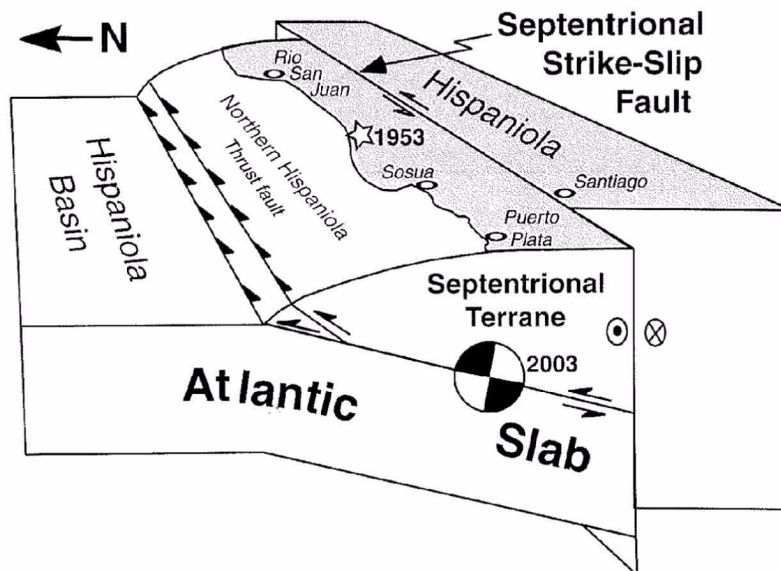 N
Septentrional
Strike-Slip
Fault
Rio
San
Juan
Hispaniola
1953
Northern Hispaniola
Thrust fault
Hispaniola
Basin
Sosua
Santiago
Puerto
Plata
Septentrional
Terrane
2003
Atlantic
Slab